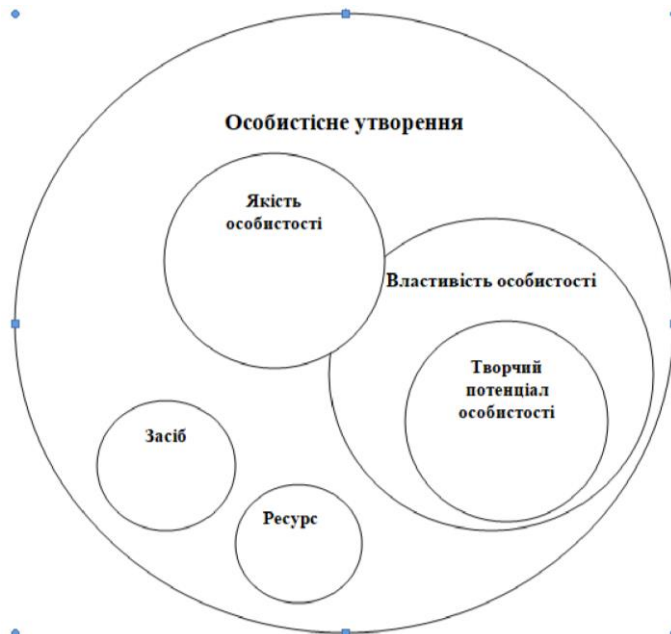 Особистісне утворення
Якість
особистості
Властивість особистості
Творчий
потенціал
особистості
Засіб
Ресурс